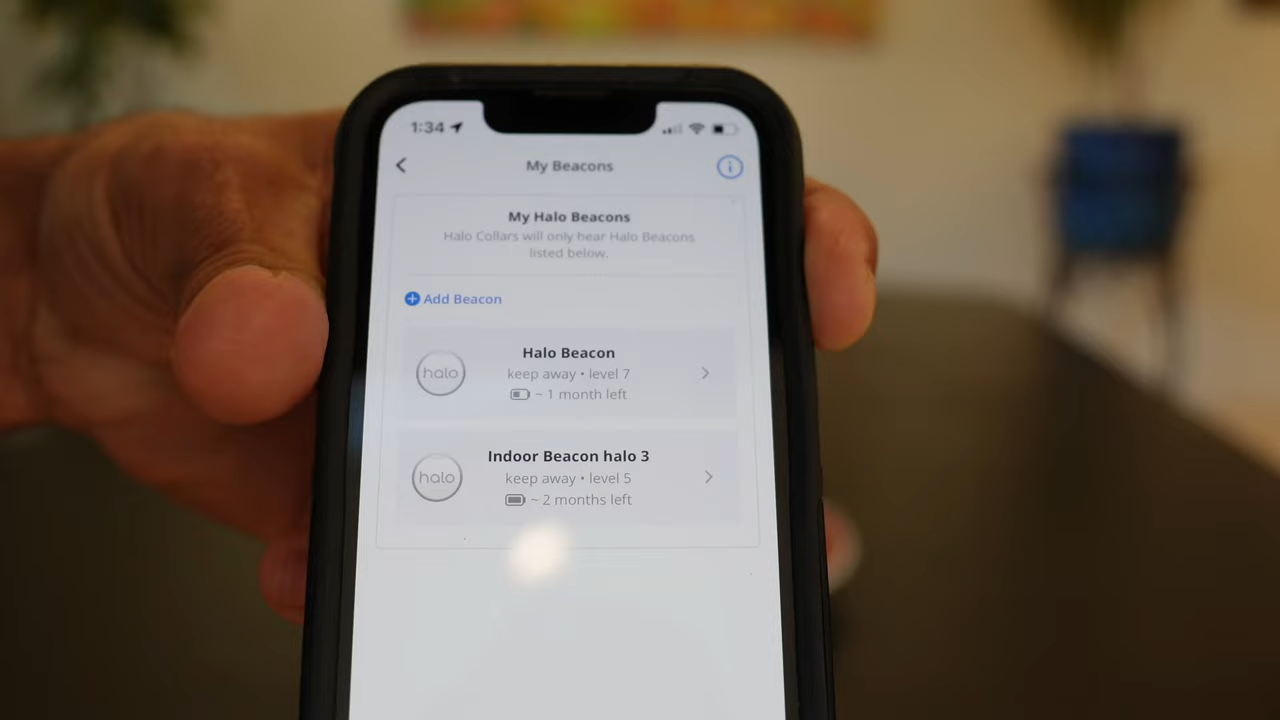 1:34
My Beacons
My Halo Beacons
Halo Collars will only hear Halo Beacons
listed below.
Add Beacon
halo
Halo Beacon
keep away • level 7
~ 1 month left
halo
Indoor Beacon halo 3
keep away • level 5
~ 2 months left